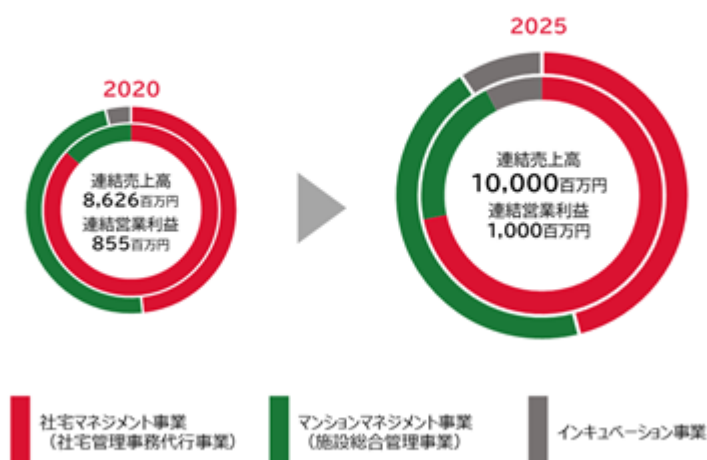 2020
連結売上高
8,626百万円
連結営業利益
855百万円
2025
連結売上高
10,000百万円
連結営業利益
1,000百万円
社宅マネジメント事業
(社宅管理事務代行事業)
マンションマネジメント事業
(施設総合管理事業)
インキュベーション事業